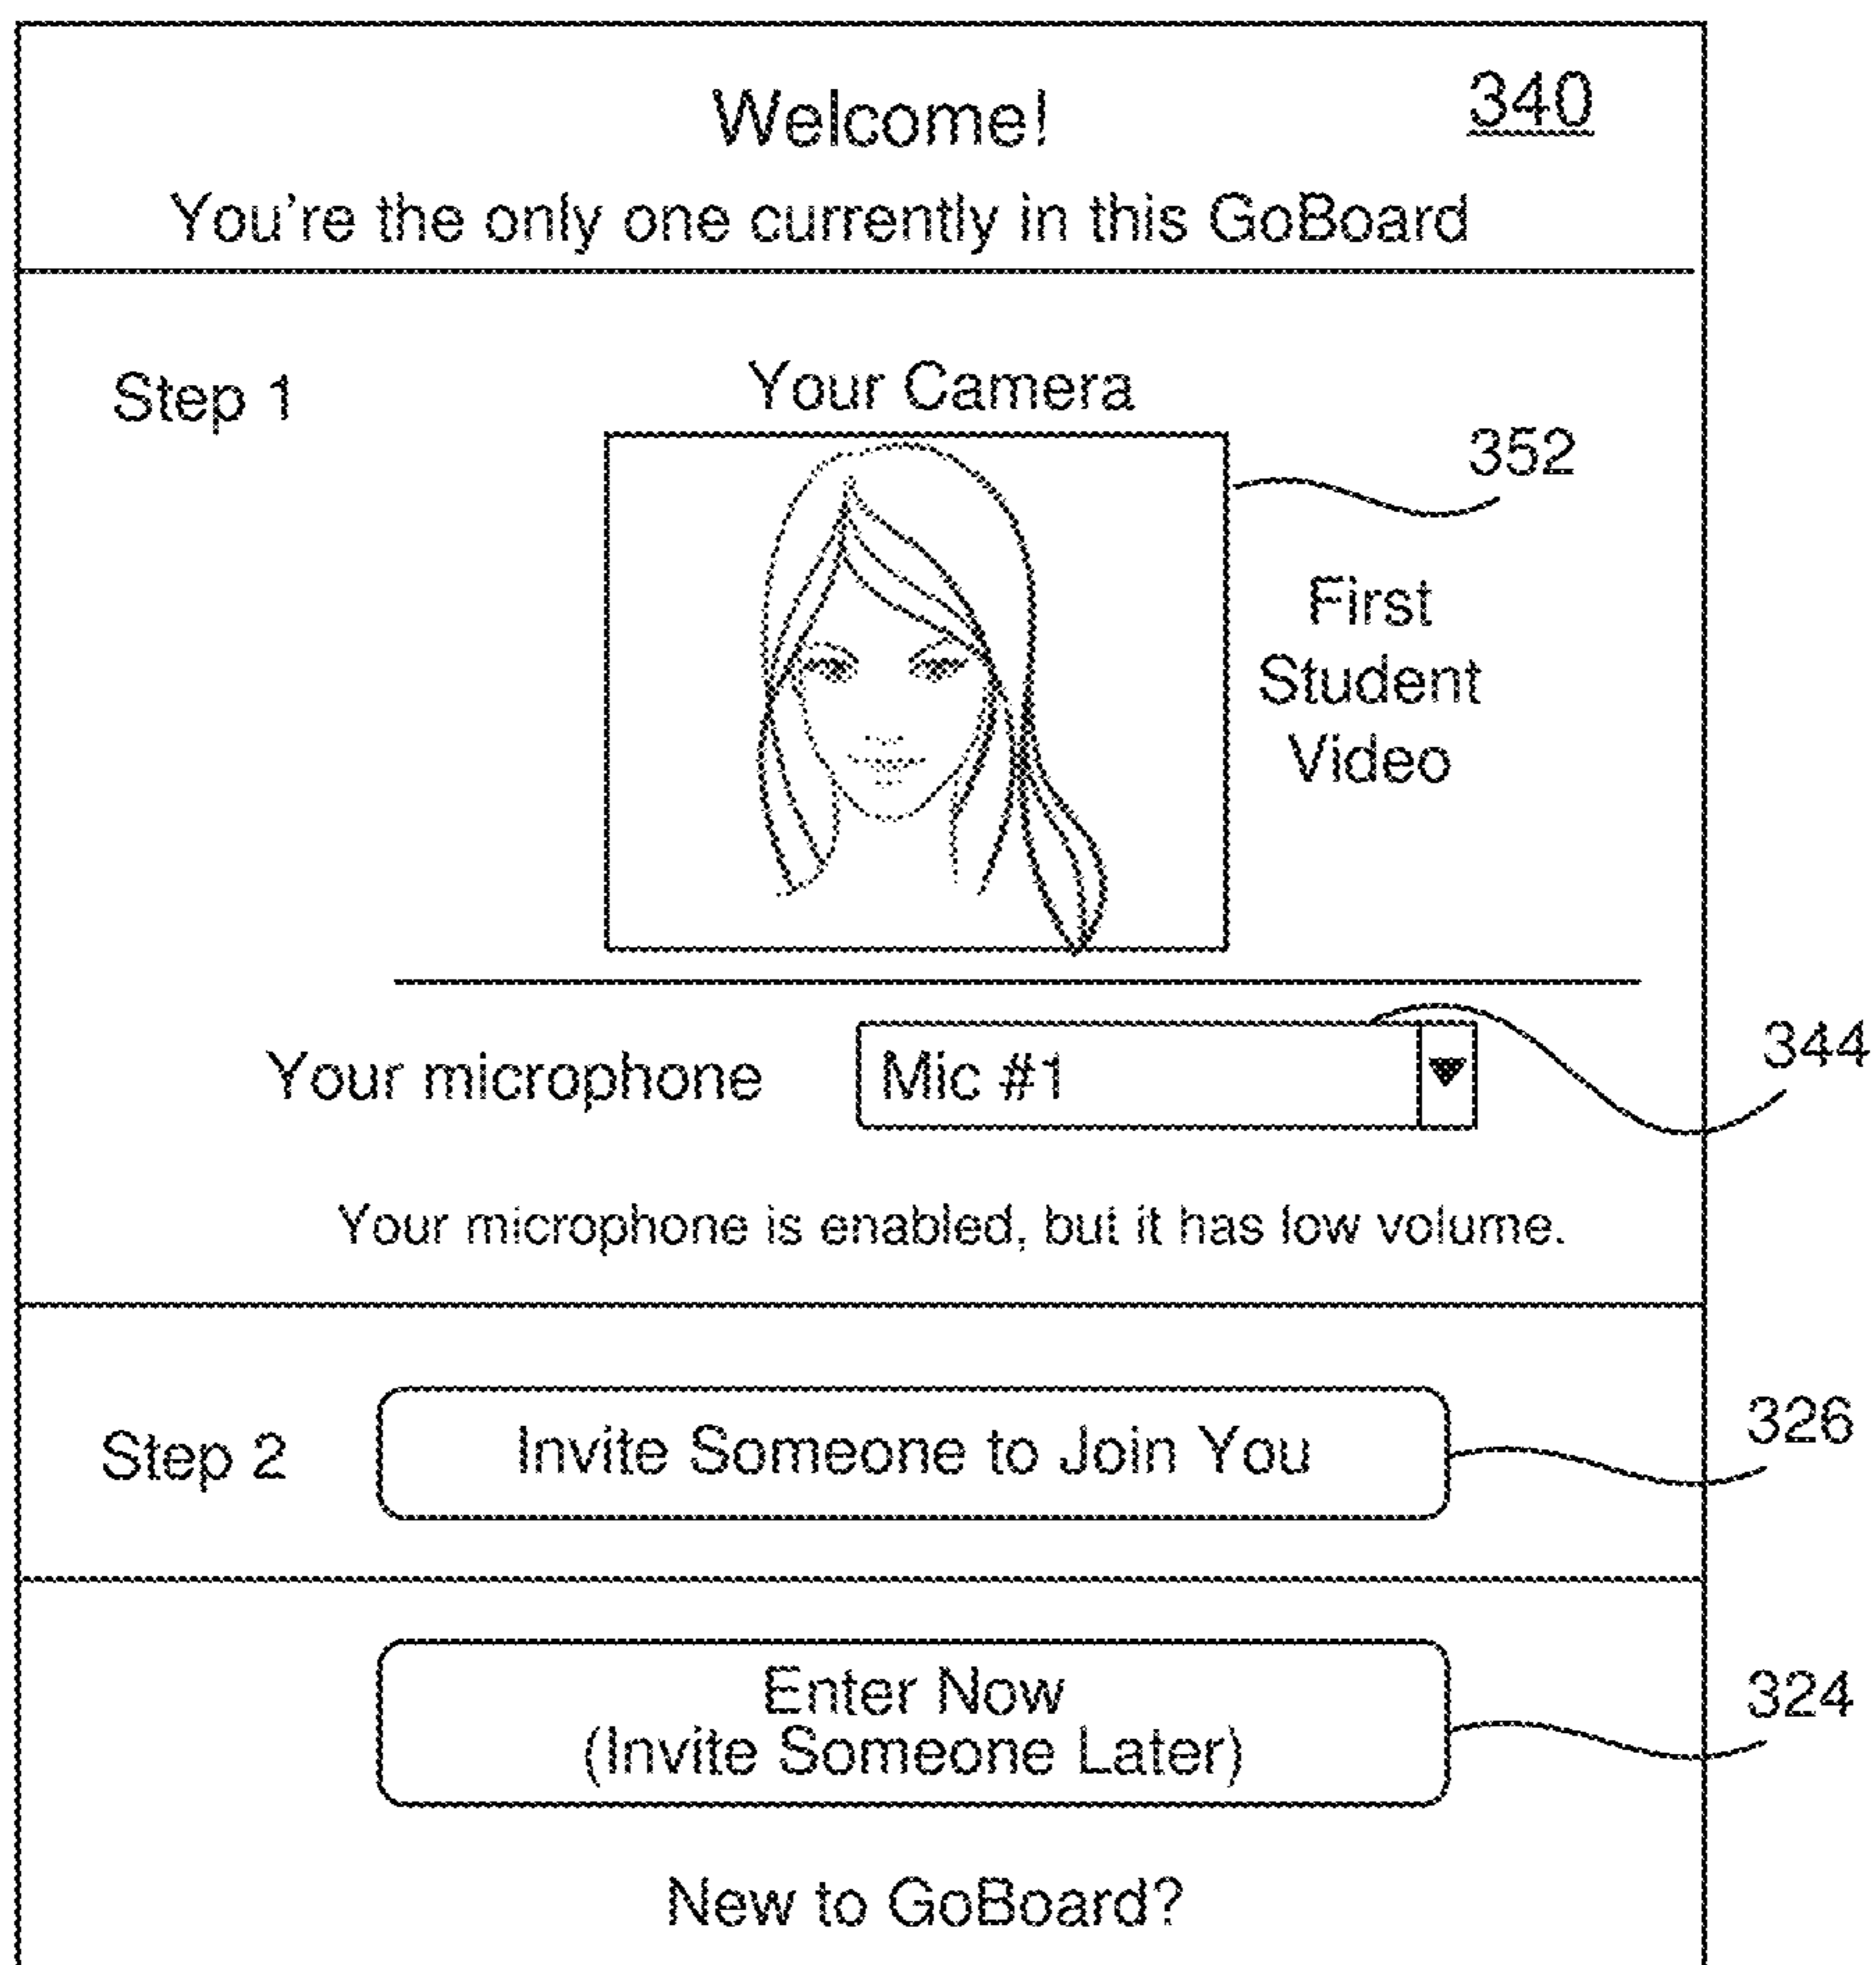 Welcome!
340
You're the only one currently in this GoBoard
Step 1
Your Camera
352
First
Student
Video
Your microphone
Mic #1
344
Your microphone is enabled, but it has low volume.
Step 2
Invite Someone to Join You
326
Enter Now
(Invite Someone Later)
324
New to GoBoard?